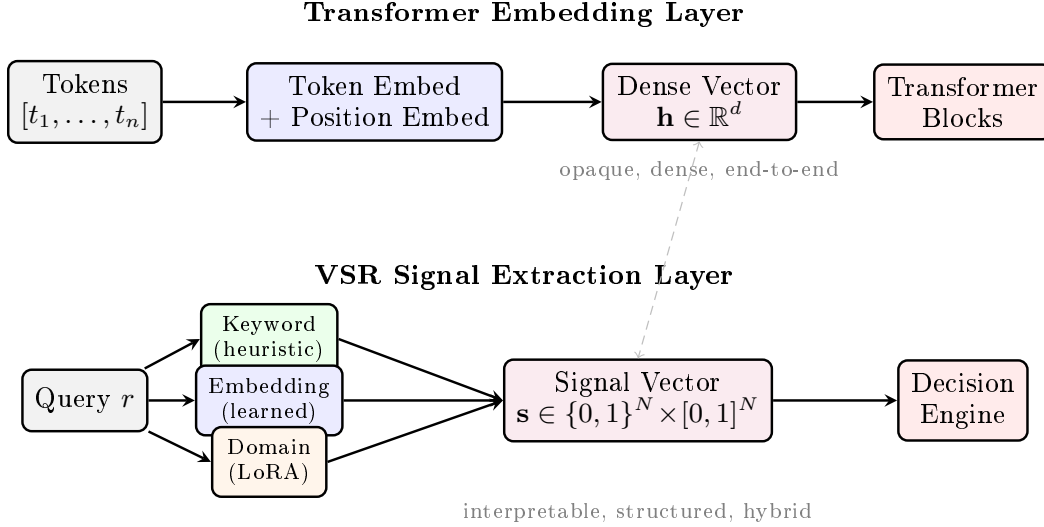 Transformer Embedding Layer
Tokens
[t₁, …, tₙ]
Token Embed
+ Position Embed
Dense Vector
h ∈ ℝᵈ
Transformer
Blocks
opaque, dense, end-to-end
VSR Signal Extraction Layer
Query r
Keyword
(heuristic)
Embedding
(learned)
Domain
(LoRA)
Signal Vector
s ∈ {0, 1}ᴺ ×[0, 1]ᴺ
Decision
Engine
interpretable, structured, hybrid